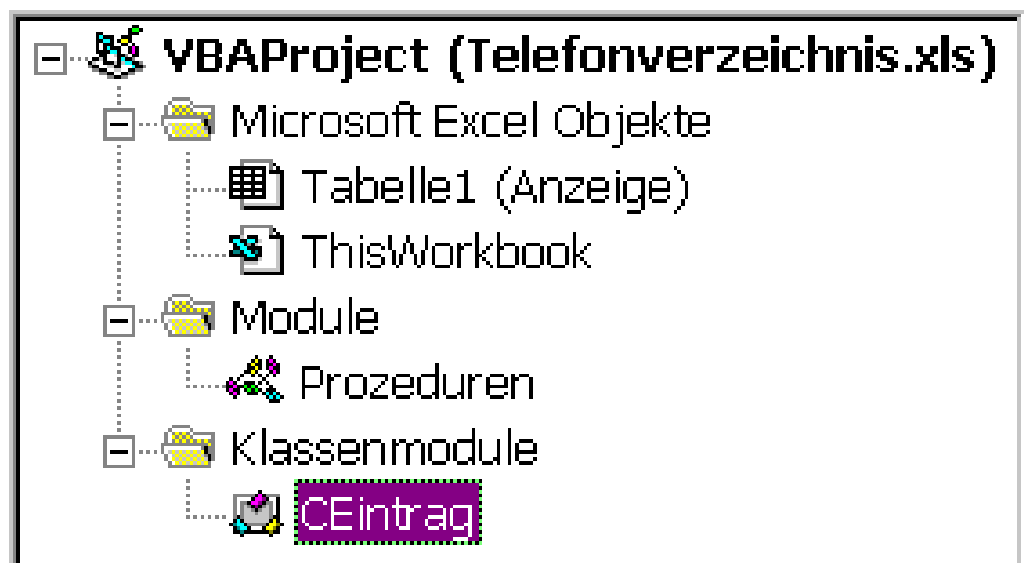 VBAProject (Telefonverzeichnis.xls)
Microsoft Excel Objekte
Tabelle1 (Anzeige)
ThisWorkbook
Module
Prozeduren
Klassenmodule
CEintrag